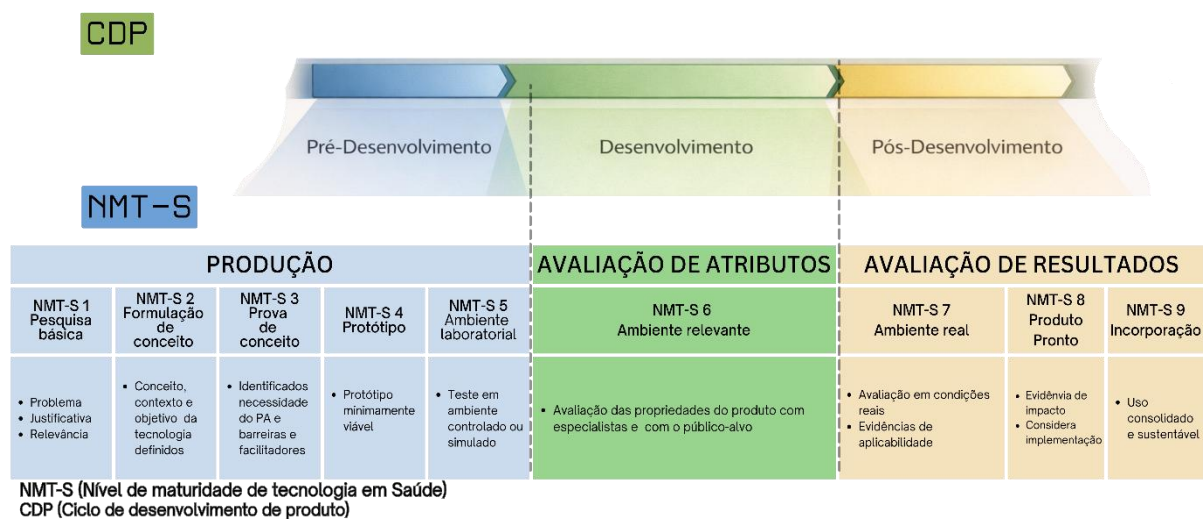 CDP
Pré-Desenvolvimento
Desenvolvimento
Pós-Desenvolvimento
NMT-S
PRODUÇÃO
AVALIAÇÃO DE ATRIBUTOS
AVALIAÇÃO DE RESULTADOS
NMT-S 1
Pesquisa
básica
NMT-S 2
Formulação
de
conceito
NMT-S 3
Prova
de
conceito
NMT-S 4
Protótipo
NMT-S 5
Ambiente
laboratorial
NMT-S 6
Ambiente relevante
NMT-S 7
Ambiente real
NMT-S 8
Produto
Pronto
NMT-S 9
Incorporação
• Problema
• Justificativa
• Relevância
• Conceito,
contexto e
objetivo da
tecnologia
definidos
• Identificados
necessidade
do PA e
barreiras e
facilitadores
• Protótipo
minimamente
viável
• Teste em
ambiente
controlado ou
simulado
• Avaliação das propriedades do produto com
especialistas e com o público-alvo
• Avaliação em condições
reais
• Evidências de
aplicabilidade
• Evidência de
impacto
• Considera
implementação
• Uso
consolidado
e sustentável
NMT-S (Nível de maturidade de tecnologia em Saúde)
CDP (Ciclo de desenvolvimento de produto)